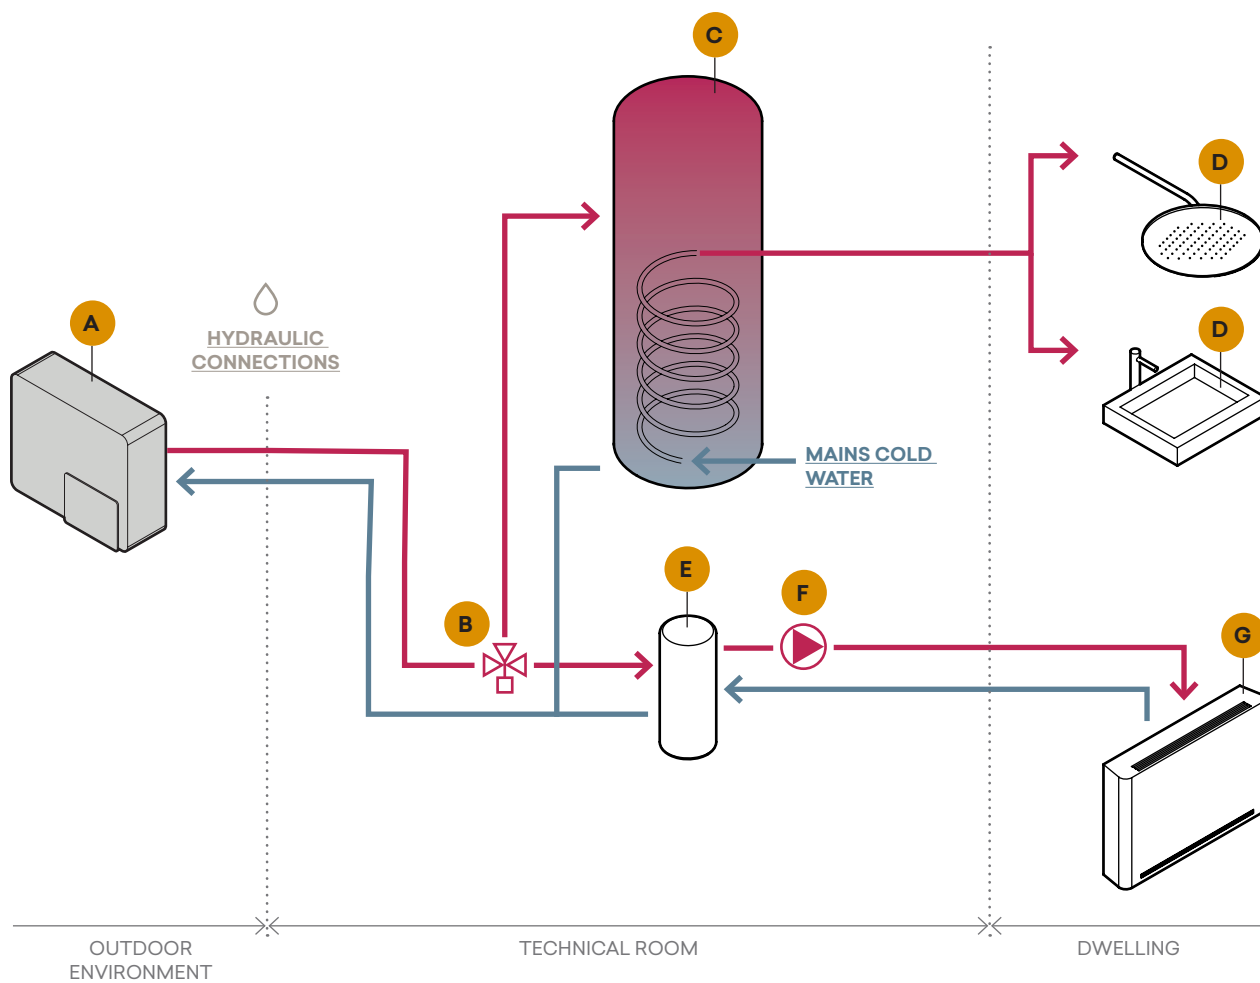 C
D
A
HYDRAULIC
CONNECTIONS
D
MAINS COLD
WATER
E
F
B
G
OUTDOOR
ENVIRONMENT
TECHNICAL ROOM
DWELLING